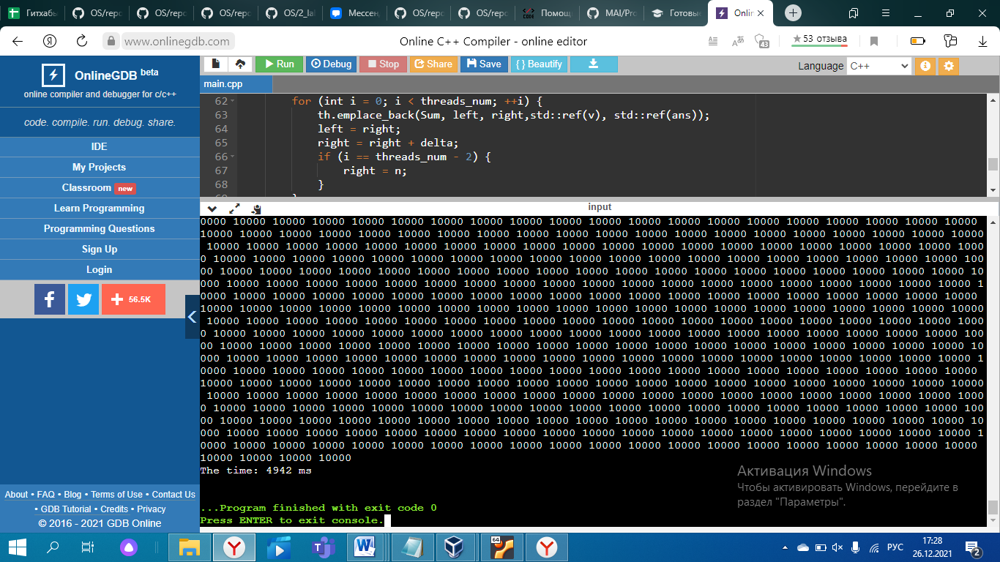 Гитхабы
OS/repo
OS/repo
OS/repo
OS/2_lal
Мессен
OS/repo
OS/repo
Помощ
MAI/Pro
Готовые
Onlin
www.onlinegdb.com
Online C++ Compiler - online editor
53 отзыва
43
OnlineGDB beta
online compiler and debugger for c/c++
code. compile. run. debug. share.
IDE
My Projects
Classroom new
Learn Programming
Programming Questions
Sign Up
Login
56.5K
About • FAQ • Blog • Terms of Use • Contact Us
• GDB Tutorial • Credits • Privacy
© 2016 - 2021 GDB Online
Run Debug Stop Share Save { } Beautify
Language C++
main.cpp
62 for (int i = 0; i < threads_num; ++i) {
63 th.emplace_back(Sum, left, right,std::ref(v), std::ref(ans));
64 left = right;
65 right = right + delta;
66 if (i == threads_num - 2) {
67 right = n;
68 }
input
0000 10000 10000 10000 10000 10000 10000 10000 10000 10000 10000 10000 10000 10000 10000 10000 10000 10000 10000 10000
10000 10000 10000 10000 10000 10000 10000 10000 10000 10000 10000 10000 10000 10000 10000 10000 10000 10000 10000 10000
10000 10000 10000 10000 10000 10000 10000 10000 10000 10000 10000 10000 10000 10000 10000 10000 10000 10000 10000 1000
0 10000 10000 10000 10000 10000 10000 10000 10000 10000 10000 10000 10000 10000 10000 10000 10000 10000 10000 10000 100
00 10000 10000 10000 10000 10000 10000 10000 10000 10000 10000 10000 10000 10000 10000 10000 10000 10000 10000 10000 10
000 10000 10000 10000 10000 10000 10000 10000 10000 10000 10000 10000 10000 10000 10000 10000 10000 10000 10000 10000 1
0000 10000 10000 10000 10000 10000 10000 10000 10000 10000 10000 10000 10000 10000 10000 10000 10000 10000 10000 10000
10000 10000 10000 10000 10000 10000 10000 10000 10000 10000 10000 10000 10000 10000 10000 10000 10000 10000 10000 10000
10000 10000 10000 10000 10000 10000 10000 10000 10000 10000 10000 10000 10000 10000 10000 10000 10000 10000 10000 1000
0 10000 10000 10000 10000 10000 10000 10000 10000 10000 10000 10000 10000 10000 10000 10000 10000 10000 10000 10000 100
00 10000 10000 10000 10000 10000 10000 10000 10000 10000 10000 10000 10000 10000 10000 10000 10000 10000 10000 10000 10
000 10000 10000 10000 10000 10000 10000 10000 10000 10000 10000 10000 10000 10000 10000 10000 10000 10000 10000 10000 1
0000 10000 10000 10000 10000 10000 10000 10000 10000 10000 10000 10000 10000 10000 10000 10000 10000 10000 10000 10000
10000 10000 10000 10000 10000 10000 10000 10000 10000 10000 10000 10000 10000 10000 10000 10000 10000 10000 10000 10000
10000 10000 10000 10000 10000 10000 10000 10000 10000 10000 10000 10000 10000 10000 10000 10000 10000 10000 10000 1000
0 10000 10000 10000 10000 10000 10000 10000 10000 10000 10000 10000 10000 10000 10000 10000 10000 10000 10000 10000 100
00 10000 10000 10000 10000 10000 10000 10000 10000 10000 10000 10000 10000 10000 10000 10000 10000 10000 10000 10000 10
000 10000 10000 10000 10000 10000 10000 10000 10000 10000 10000 10000 10000 10000 10000 10000 10000 10000 10000 10000 1
0000 10000 10000 10000 10000 10000 10000 10000 10000 10000 10000 10000 10000 10000 10000 10000 10000 10000 10000 10000
10000 10000 10000 10000
The time: 4942 ms
...Program finished with exit code 0
Press ENTER to exit console.
Активация Windows
Чтобы активировать Windows, перейдите в
раздел "Параметры".
64
РУС
17:28
26.12.2021
2